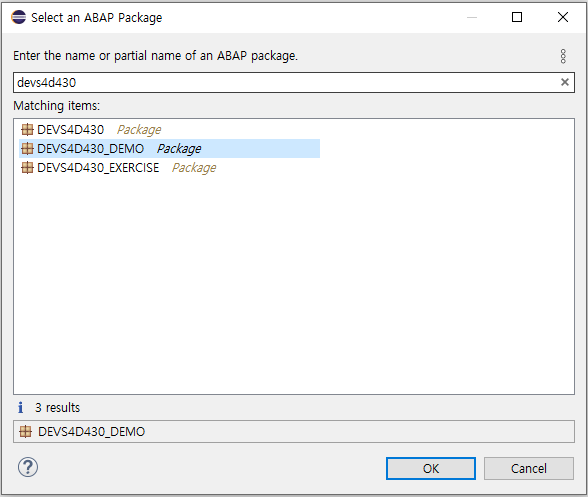 Select an ABAP Package
Enter the name or partial name of an ABAP package.
devs4d430
Matching items:
DEVS4D430 Package
DEVS4D430_DEMO Package
DEVS4D430_EXERCISE Package
3 results
DEVS4D430_DEMO
OK Cancel